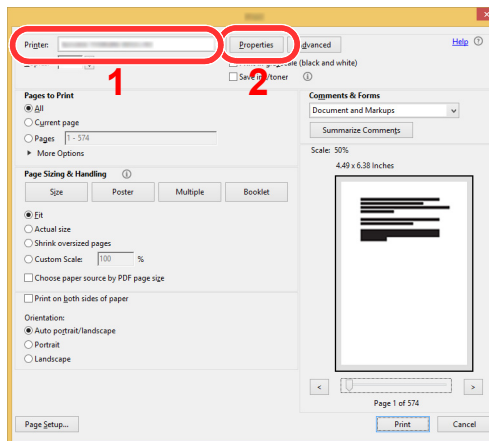 Printer:
Properties
Advanced
Help
(black and white)
1
2
Save ink/toner
Pages to Print
All
Current page
Pages 1 - 574
More Options
Comments & Forms
Document and Markups
Summarize Comments
Scale: 50%
4.49 x 6.38 Inches
Page Sizing & Handling
Size Poster Multiple Booklet
Fit
Actual size
Shrink oversized pages
Custom Scale: 100 %
Choose paper source by PDF page size
Print on both sides of paper
Orientation:
Auto portrait/landscape
Portrait
Landscape
< >
Page 1 of 574
Page Setup...
Print Cancel